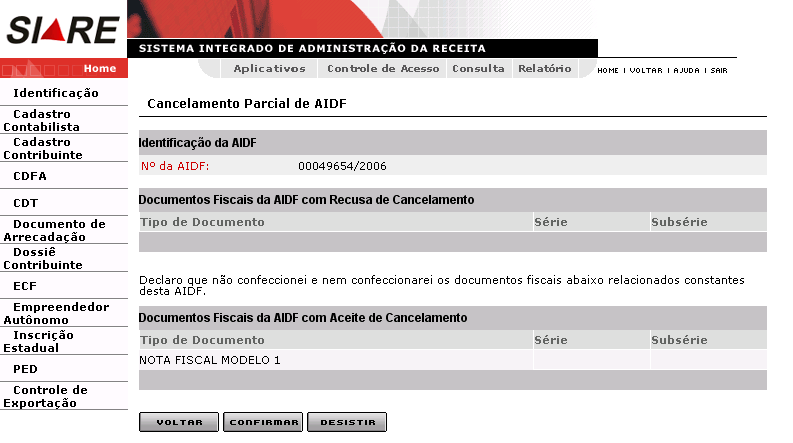 SIARE
SISTEMA INTEGRADO DE ADMINISTRAÇÃO DA RECEITA
Home
Aplicativos Controle de Acesso Consulta Relatório HOME | VOLTAR | AJUDA | SAIR
Identificação
Cadastro
Contabilista
Cadastro
Contribuinte
CDFA
CDT
Documento de
Arrecadação
Dossiê
Contribuinte
ECF
Empreendedor
Autônomo
Inscrição
Estadual
PED
Controle de
Exportação
Cancelamento Parcial de AIDF
Identificação da AIDF
Nº da AIDF: 00049654/2006
Documentos Fiscais da AIDF com Recusa de Cancelamento
Tipo de Documento Série Subsérie
Declaro que não confeccionei e nem confeccionarei os documentos fiscais abaixo relacionados constantes
desta AIDF.
Documentos Fiscais da AIDF com Aceite de Cancelamento
Tipo de Documento Série Subsérie
NOTA FISCAL MODELO 1
VOLTAR CONFIRMAR DESISTIR